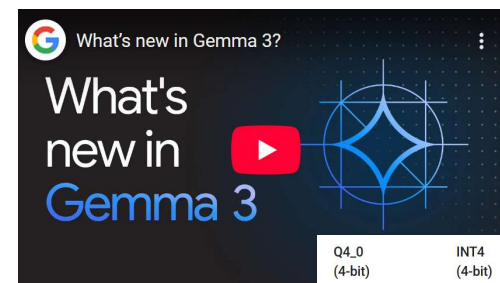 What's new in Gemma 3?
What's
new in
Gemma 3
Q4_0 INT4
(4-bit) (4-bit)